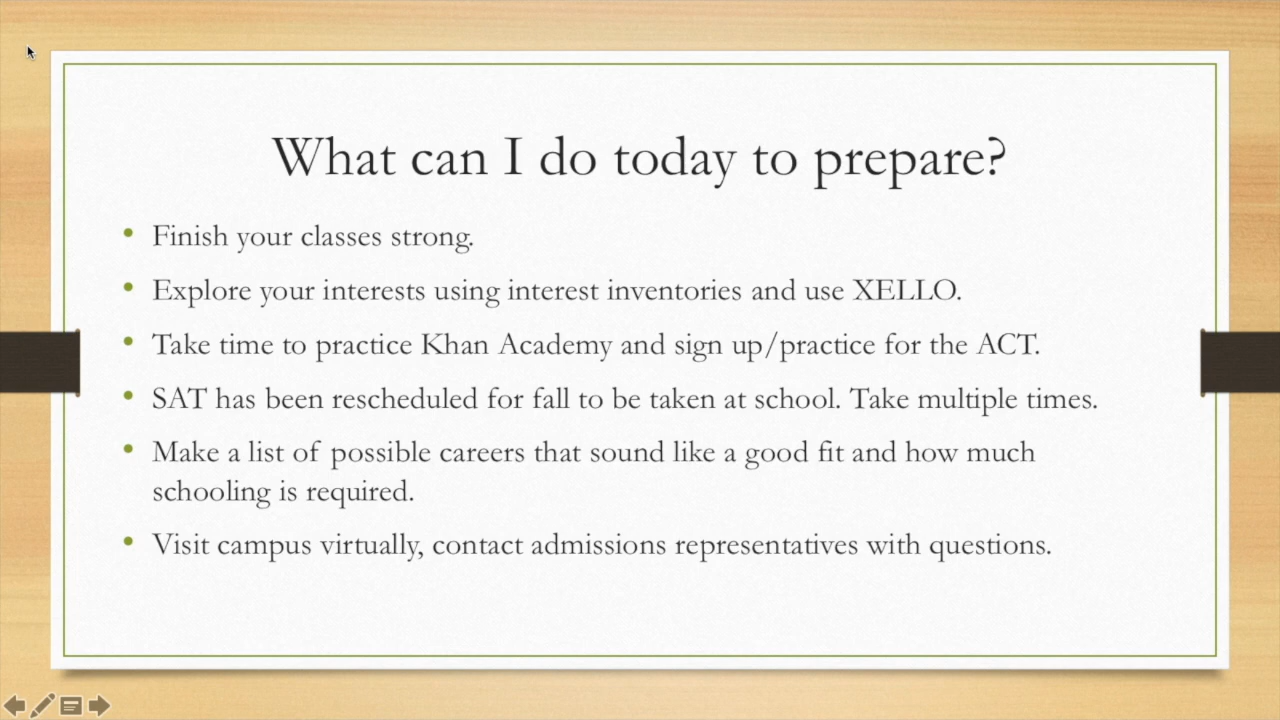 What can I do today to prepare?
• Finish your classes strong.
• Explore your interests using interest inventories and use XELLO.
• Take time to practice Khan Academy and sign up/practice for the ACT.
• SAT has been rescheduled for fall to be taken at school. Take multiple times.
• Make a list of possible careers that sound like a good fit and how much
schooling is required.
• Visit campus virtually, contact admissions representatives with questions.